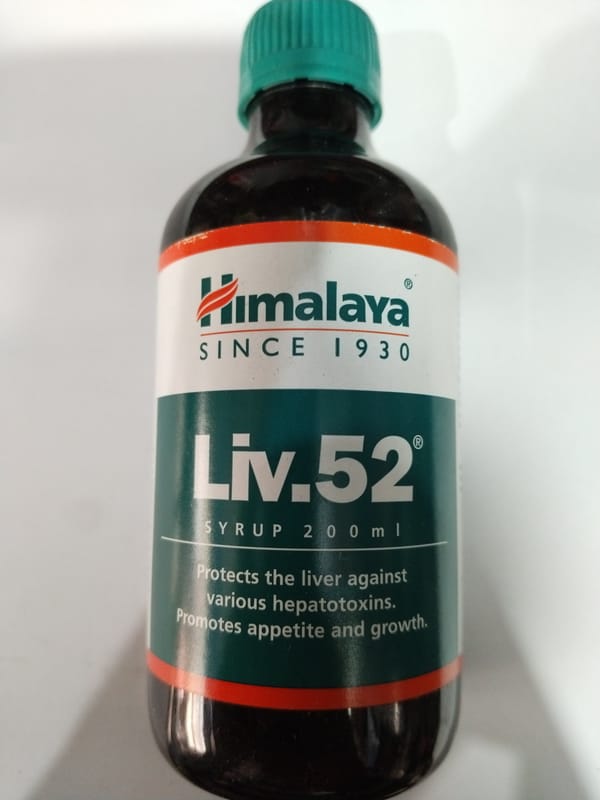 Himalaya®
SINCE 1930
Liv.52®
SYRUP 200ml
Protects the liver against
various hepatotoxins.
Promotes appetite and growth.